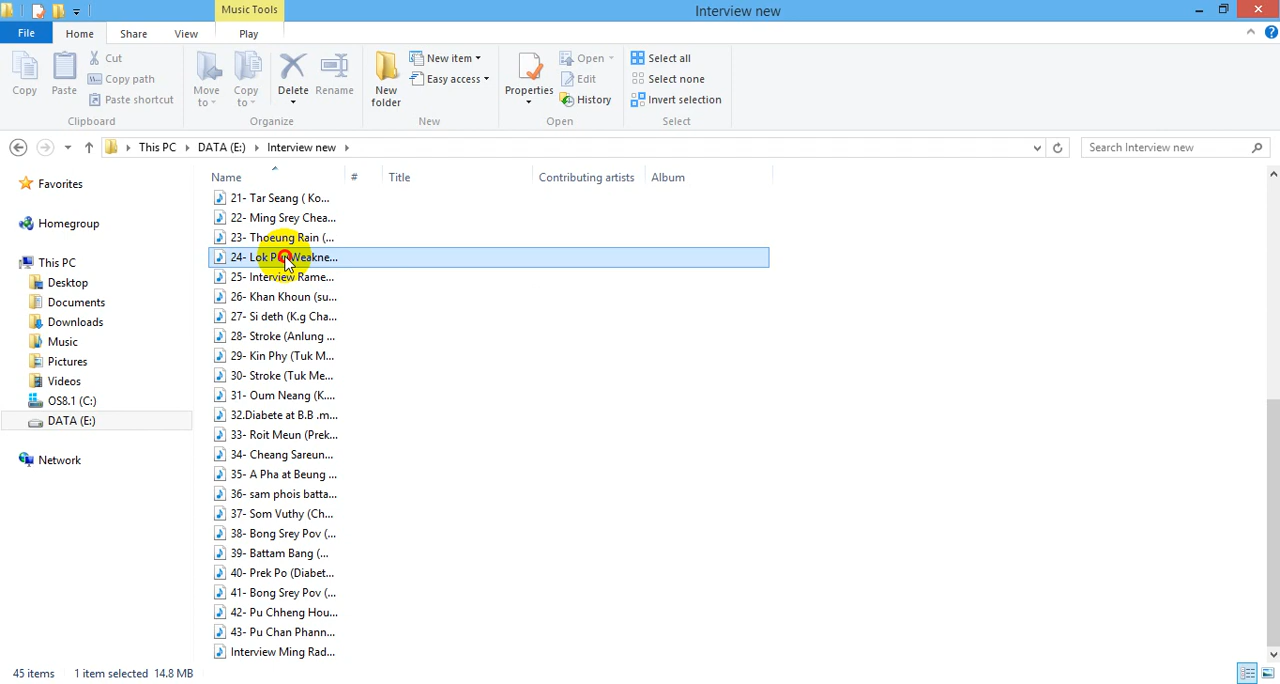 Music Tools
Interview new
File
Home
Share
View
Play
Copy
Paste
Cut
Copy path
Paste shortcut
Clipboard
Move to
Copy to
Delete
Rename
Organize
New folder
New item
Easy access
New
Properties
Open
Edit
History
Open
Select all
Select none
Invert selection
Select
This PC
DATA (E:)
Interview new
Search Interview new
Name
#
Title
Contributing artists
Album
Favorites
Homegroup
This PC
Desktop
Documents
Downloads
Music
Pictures
Videos
OS8.1 (C:)
DATA (E:)
Network
21- Tar Seang ( Ko...
22- Ming Srey Chea...
23- Thoeung Rain (...
24- Lok Weakne...
25- Interview Rame...
26- Khan Khoun (su...
27- Si deth (K.g Cha...
28- Stroke (Anlung ...
29- Kin Phy (Tuk M...
30- Stroke (Tuk Me...
31- Oum Neang (K....
32.Diabete at B.B .m...
33- Roit Meun (Prek...
34- Cheang Sareun...
35- A Pha at Beung ...
36- sam phois batta...
37- Som Vuthy (Ch...
38- Bong Srey Pov (...
39- Battam Bang (...
40- Prek Po (Diabet...
41- Bong Srey Pov (...
42- Pu Chheng Hou...
43- Pu Chan Phann...
Interview Ming Rad...
45 items
1 item selected 14.8 MB